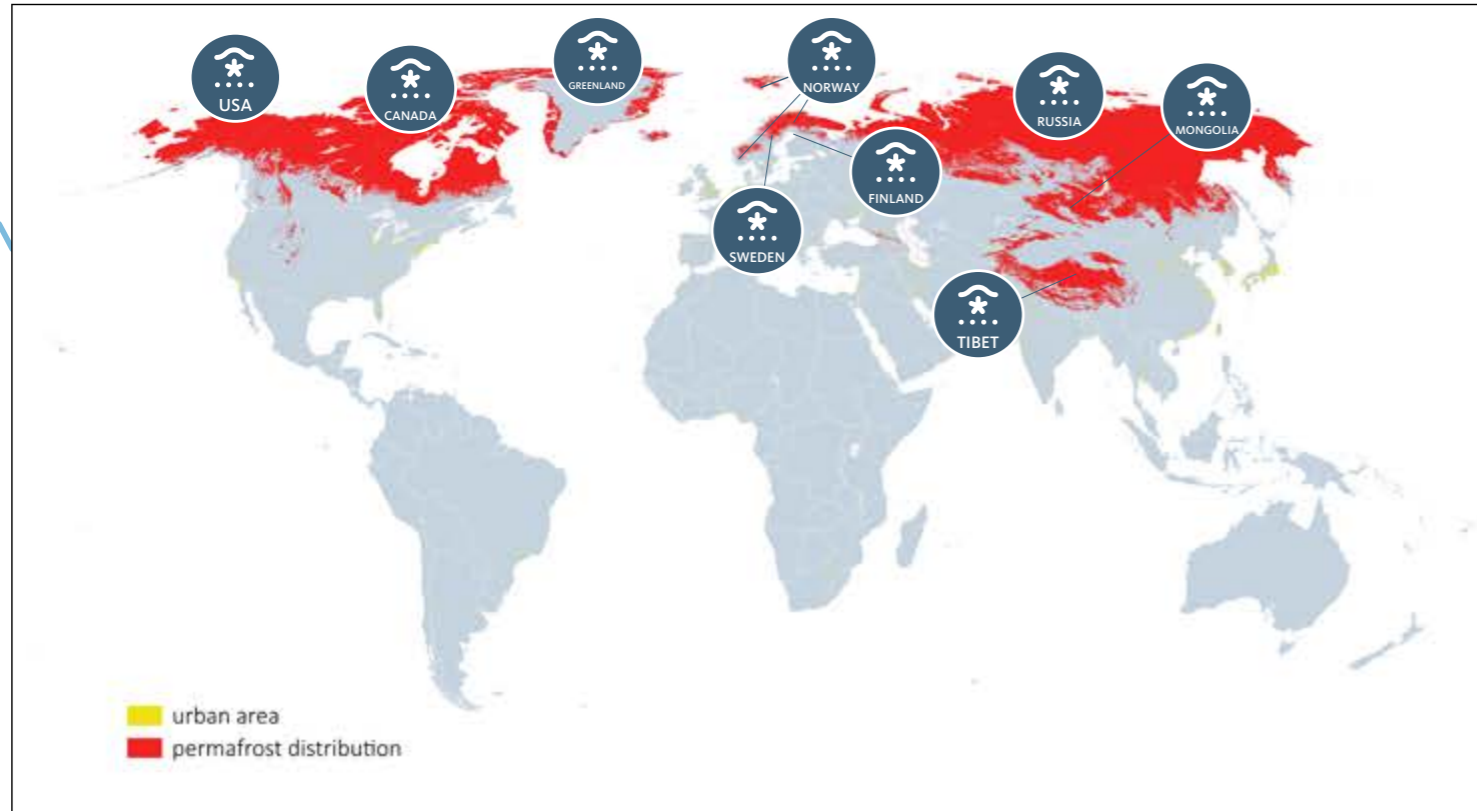 USA
CANADA
GREENLAND
NORWAY
RUSSIA
MONGOLIA
FINLAND
SWEDEN
TIBET
urban area
permafrost distribution